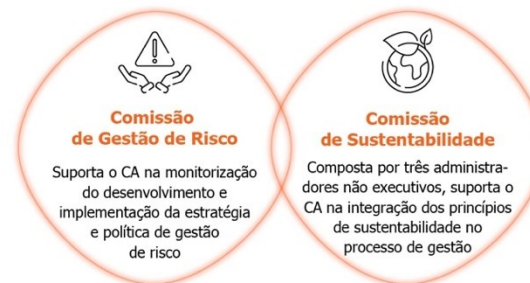 Comissão
de Gestão de Risco
Suporta o CA na monitorização
do desenvolvimento e
implementação da estratégia
e política de gestão
de risco
Comissão
de Sustentabilidade
Composta por três administra-
dores não executivos, suporta o
CA na integração dos princípios
de sustentabilidade no
processo de gestão